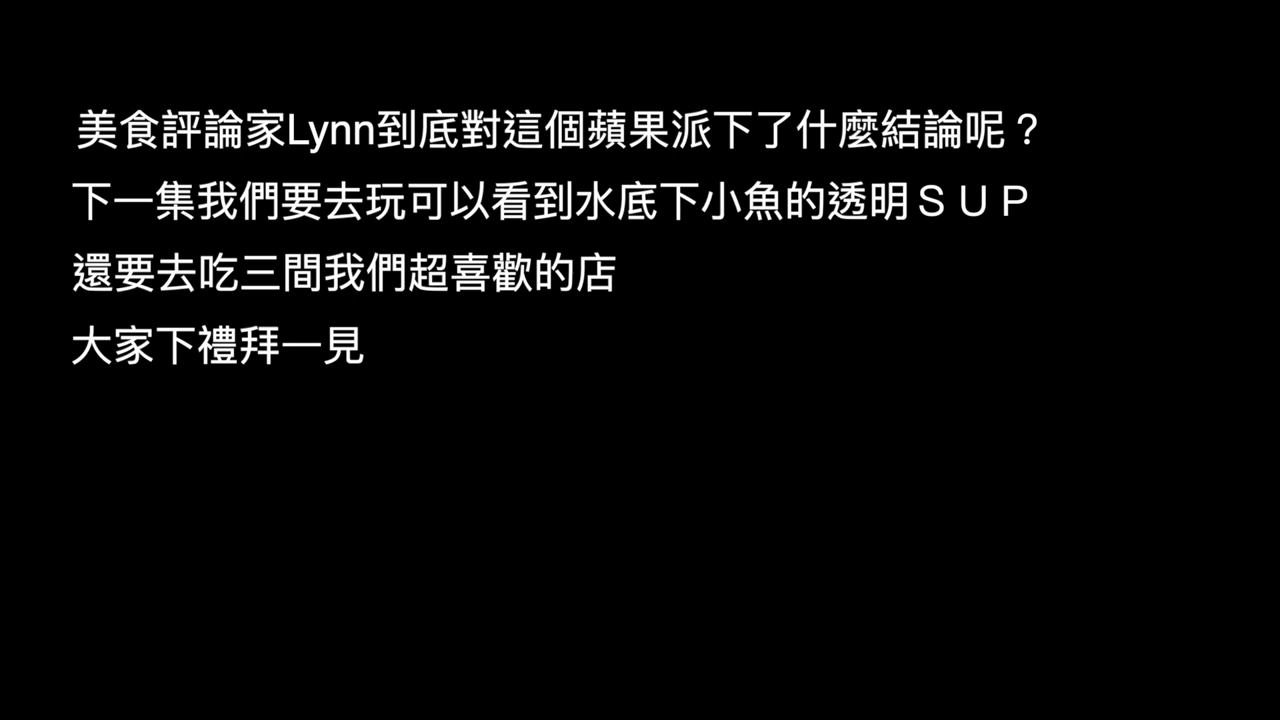 美食評論家Lynn到底對這個蘋果派下了什麼結論呢？
下一集我們要去玩可以看到水底下小魚的透明ＳＵＰ
還要去吃三間我們超喜歡的店
大家下禮拜一見